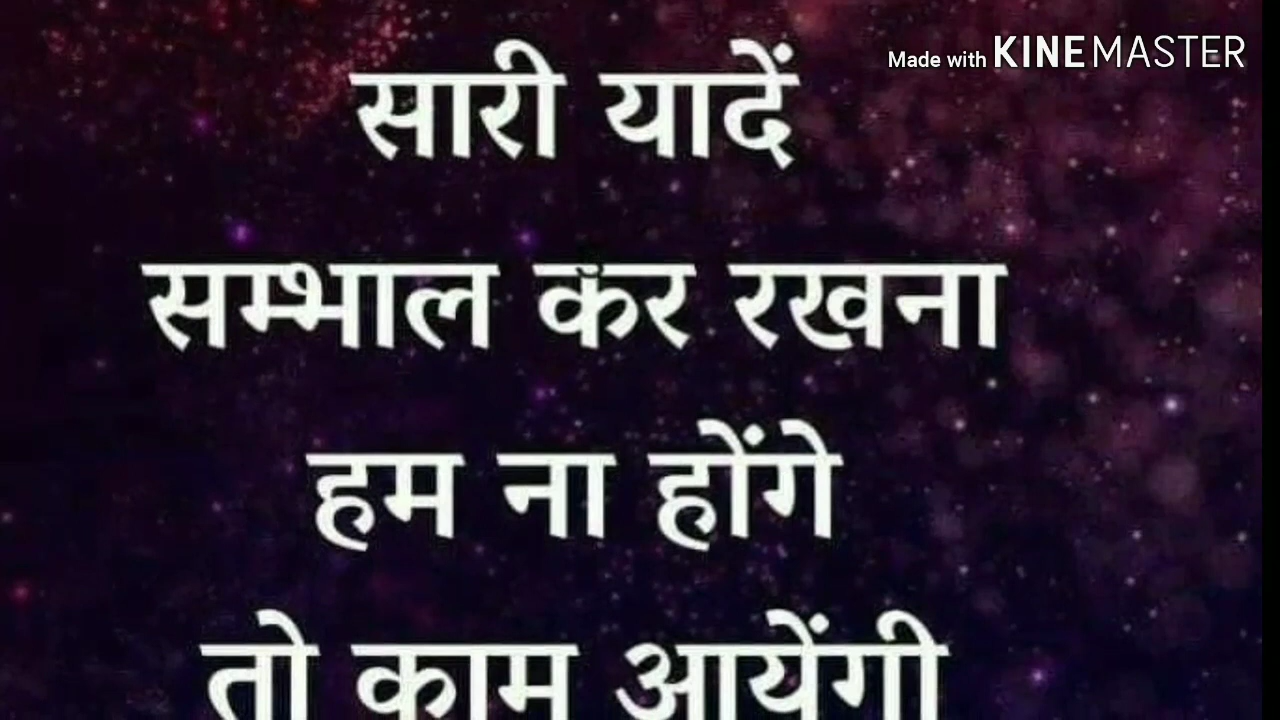 Made with KINEMASTER
सारी यादें
सम्भाल कर रखना
हम ना होंगे
तो काम आयेंगी